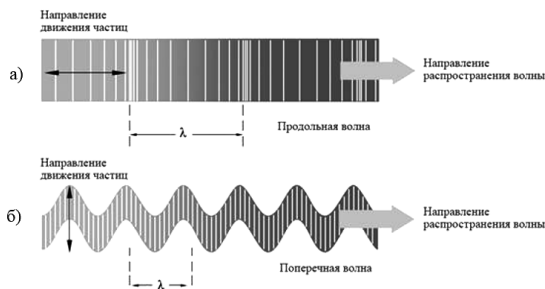 Направление
движения частиц
а)
Направление
распространения волны
λ
Продольная волна
Направление
движения частиц
б)
Направление
распространения волны
Поперечная волна
λ